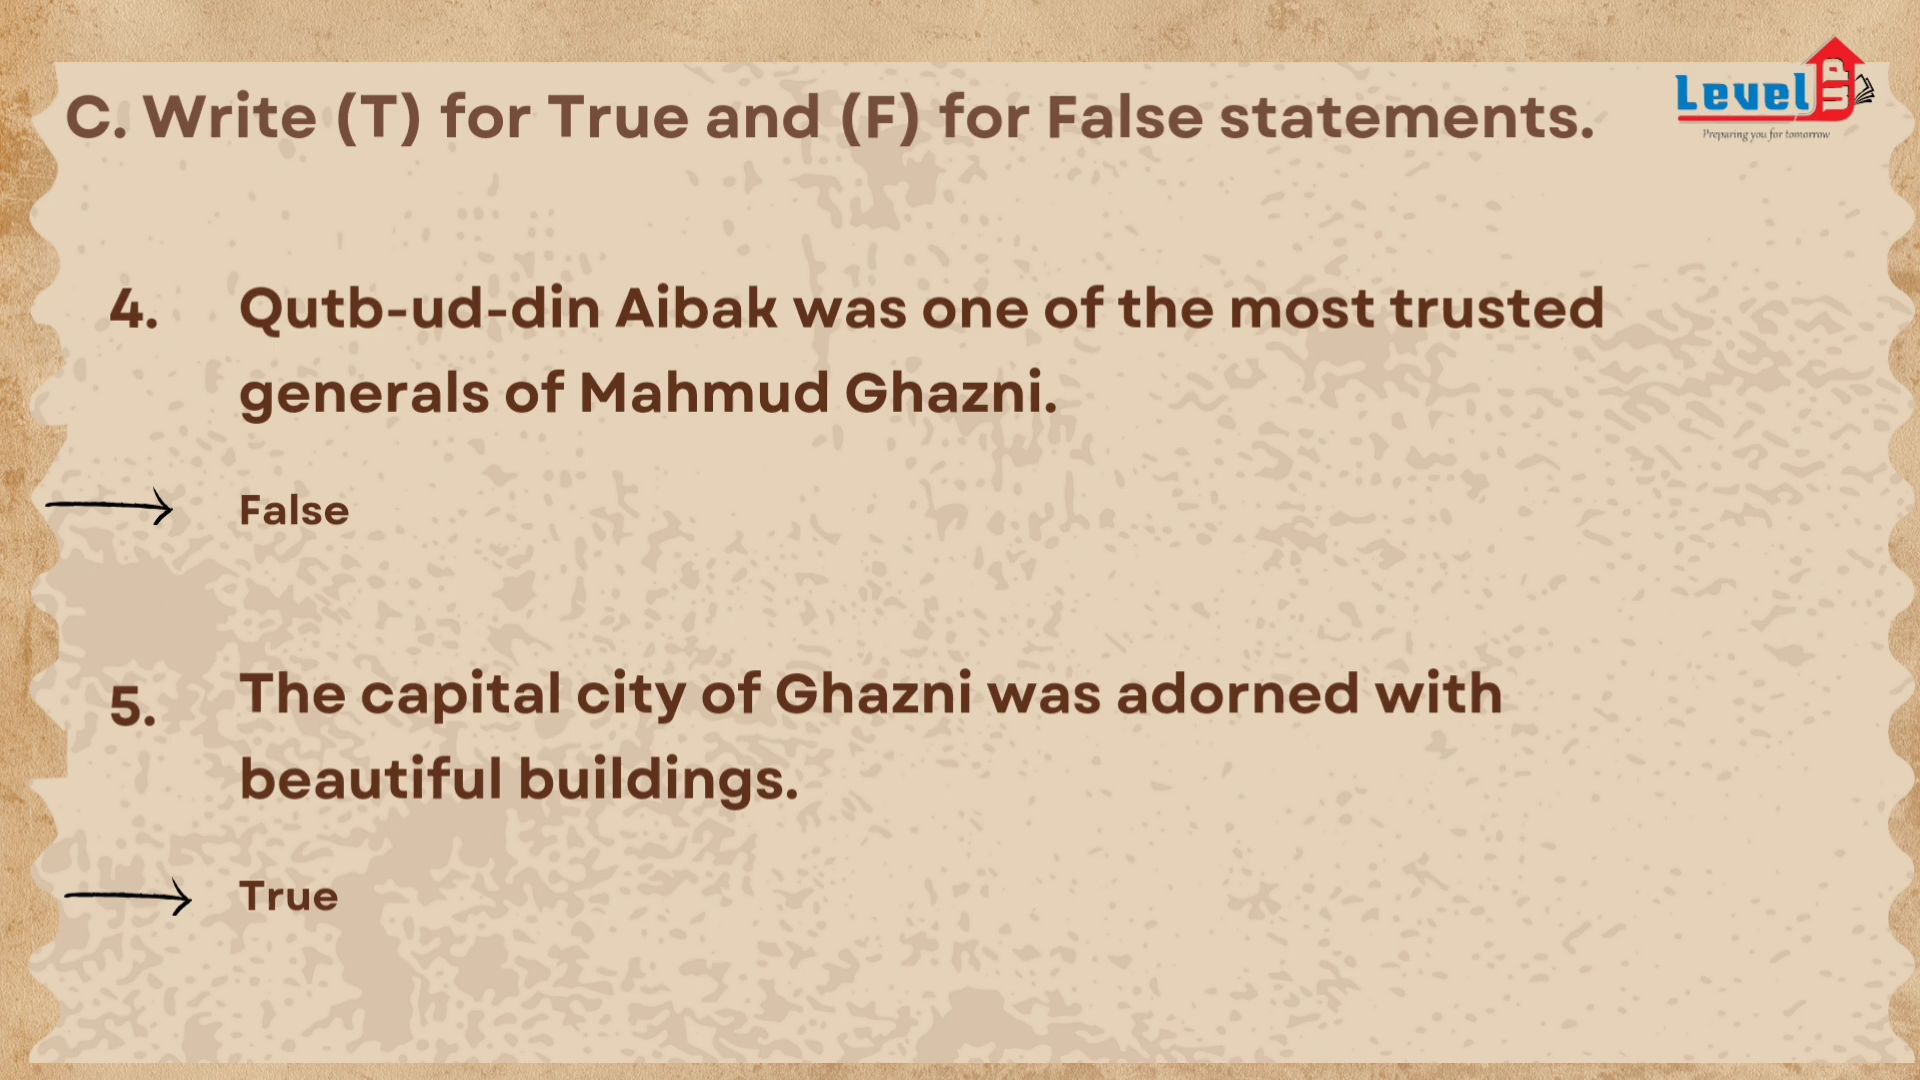 C. Write (T) for True and (F) for False statements.
Level UP
Preparing you for tomorrow
4. Qutb-ud-din Aibak was one of the most trusted
generals of Mahmud Ghazni.
False
5. The capital city of Ghazni was adorned with
beautiful buildings.
True